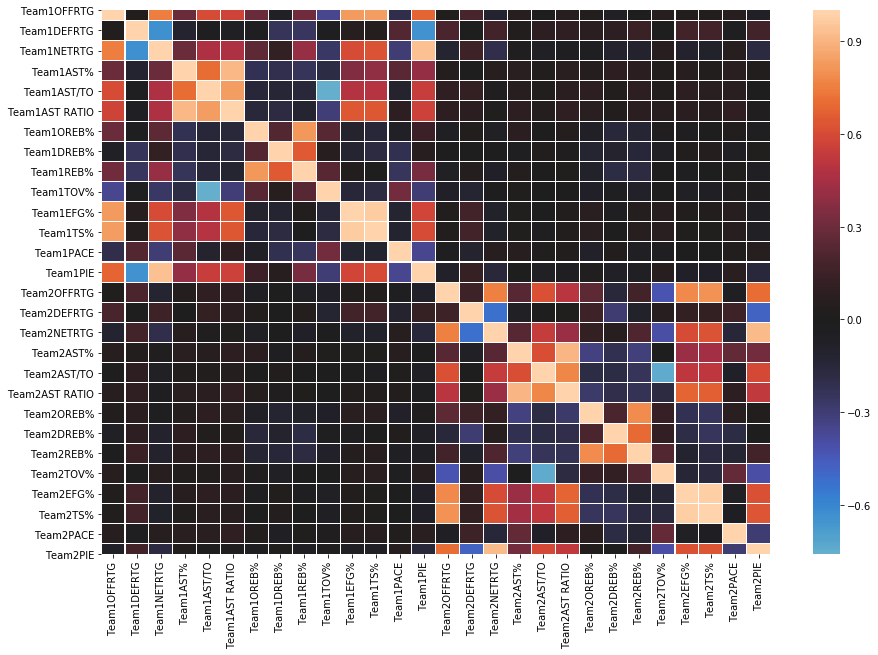 Team1OFFRTG
Team1DEFRTG
Team1NETRTG
Team1AST%
Team1AST/TO
Team1AST RATIO
Team1OREB%
Team1DREB%
Team1REB%
Team1TOV%
Team1EFG%
Team1TS%
Team1PACE
Team1PIE
Team2OFFRTG
Team2DEFRTG
Team2NETRTG
Team2AST%
Team2AST/TO
Team2AST RATIO
Team2OREB%
Team2DREB%
Team2REB%
Team2TOV%
Team2EFG%
Team2TS%
Team2PACE
Team2PIE
Team1OFFRTG
Team1DEFRTG
Team1NETRTG
Team1AST%
Team1AST/TO
Team1AST RATIO
Team1OREB%
Team1DREB%
Team1REB%
Team1TOV%
Team1EFG%
Team1TS%
Team1PACE
Team1PIE
Team2OFFRTG
Team2DEFRTG
Team2NETRTG
Team2AST%
Team2AST/TO
Team2AST RATIO
Team2OREB%
Team2DREB%
Team2REB%
Team2TOV%
Team2EFG%
Team2TS%
Team2PACE
Team2PIE
0.9
0.6
0.3
0.0
−0.3
−0.6